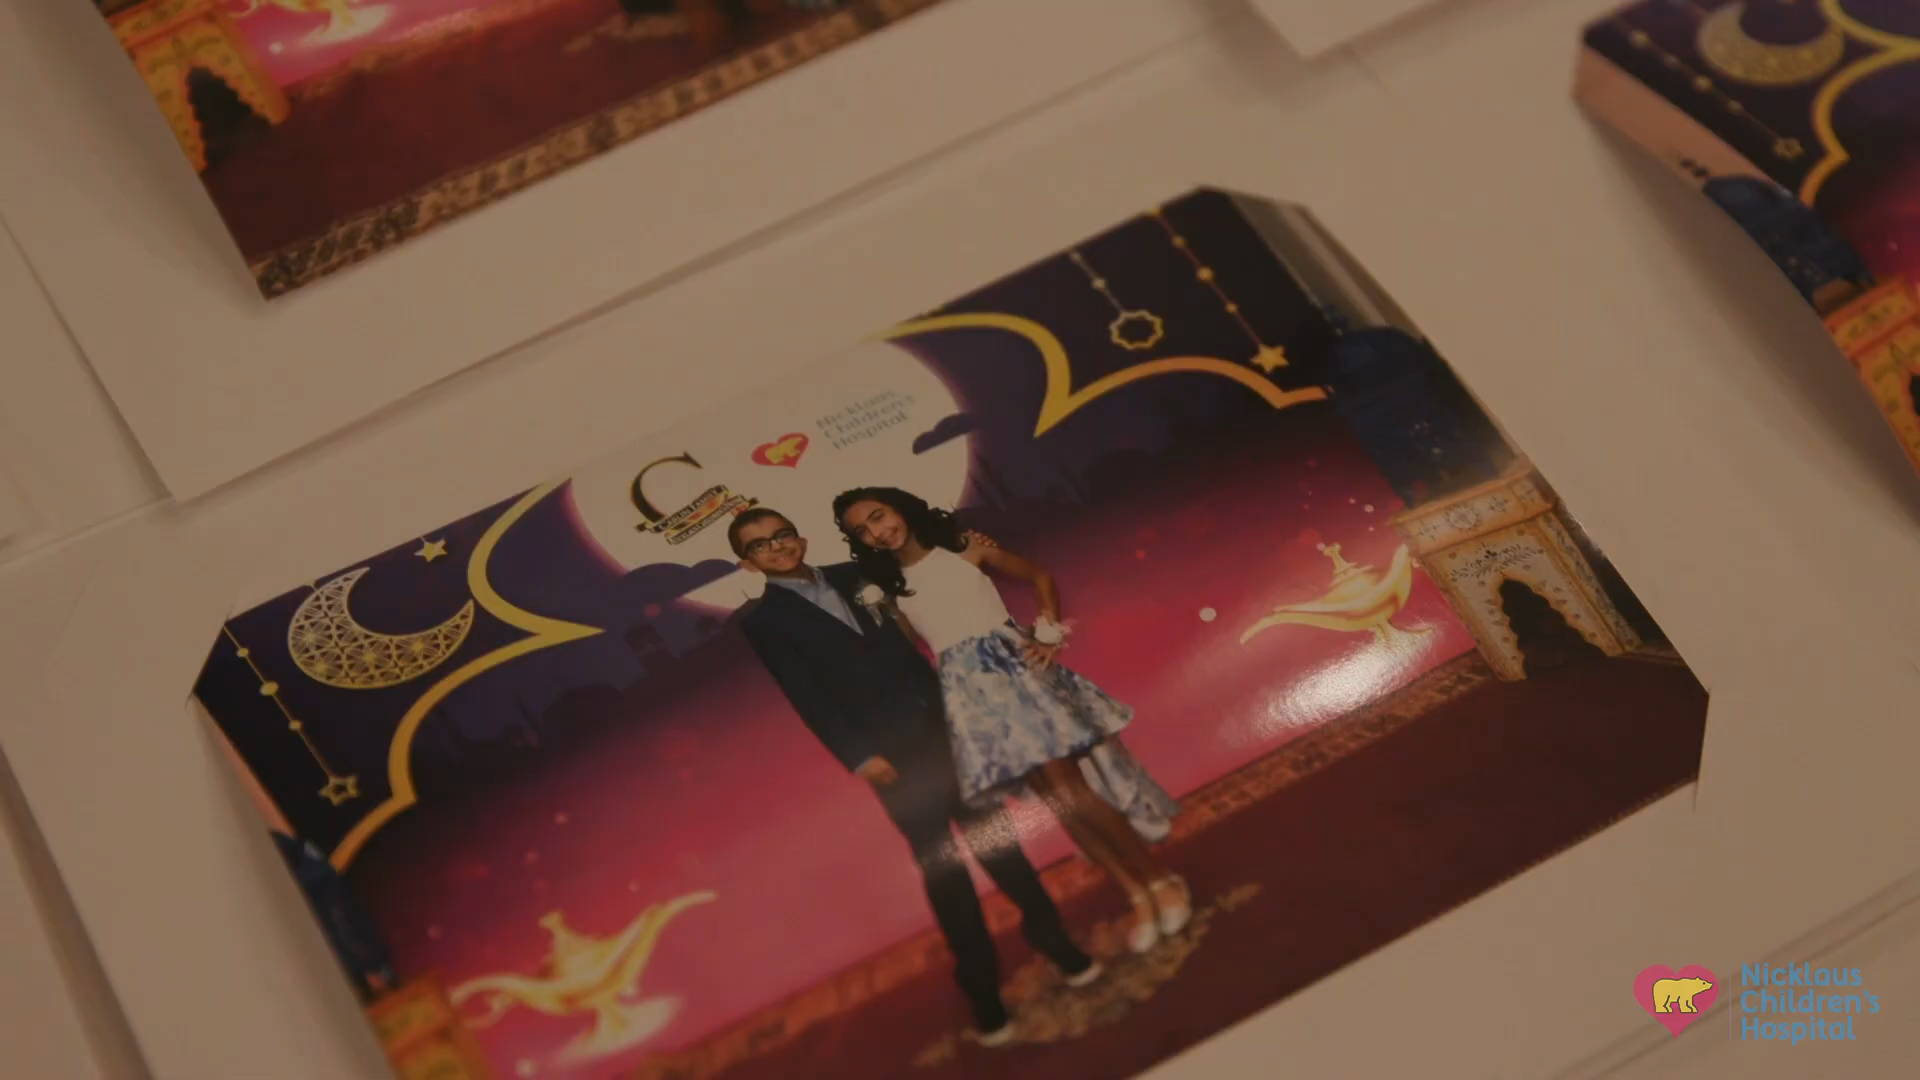 Nicklaus
Children's
Hospital
C
Nicklaus
Children's
Hospital